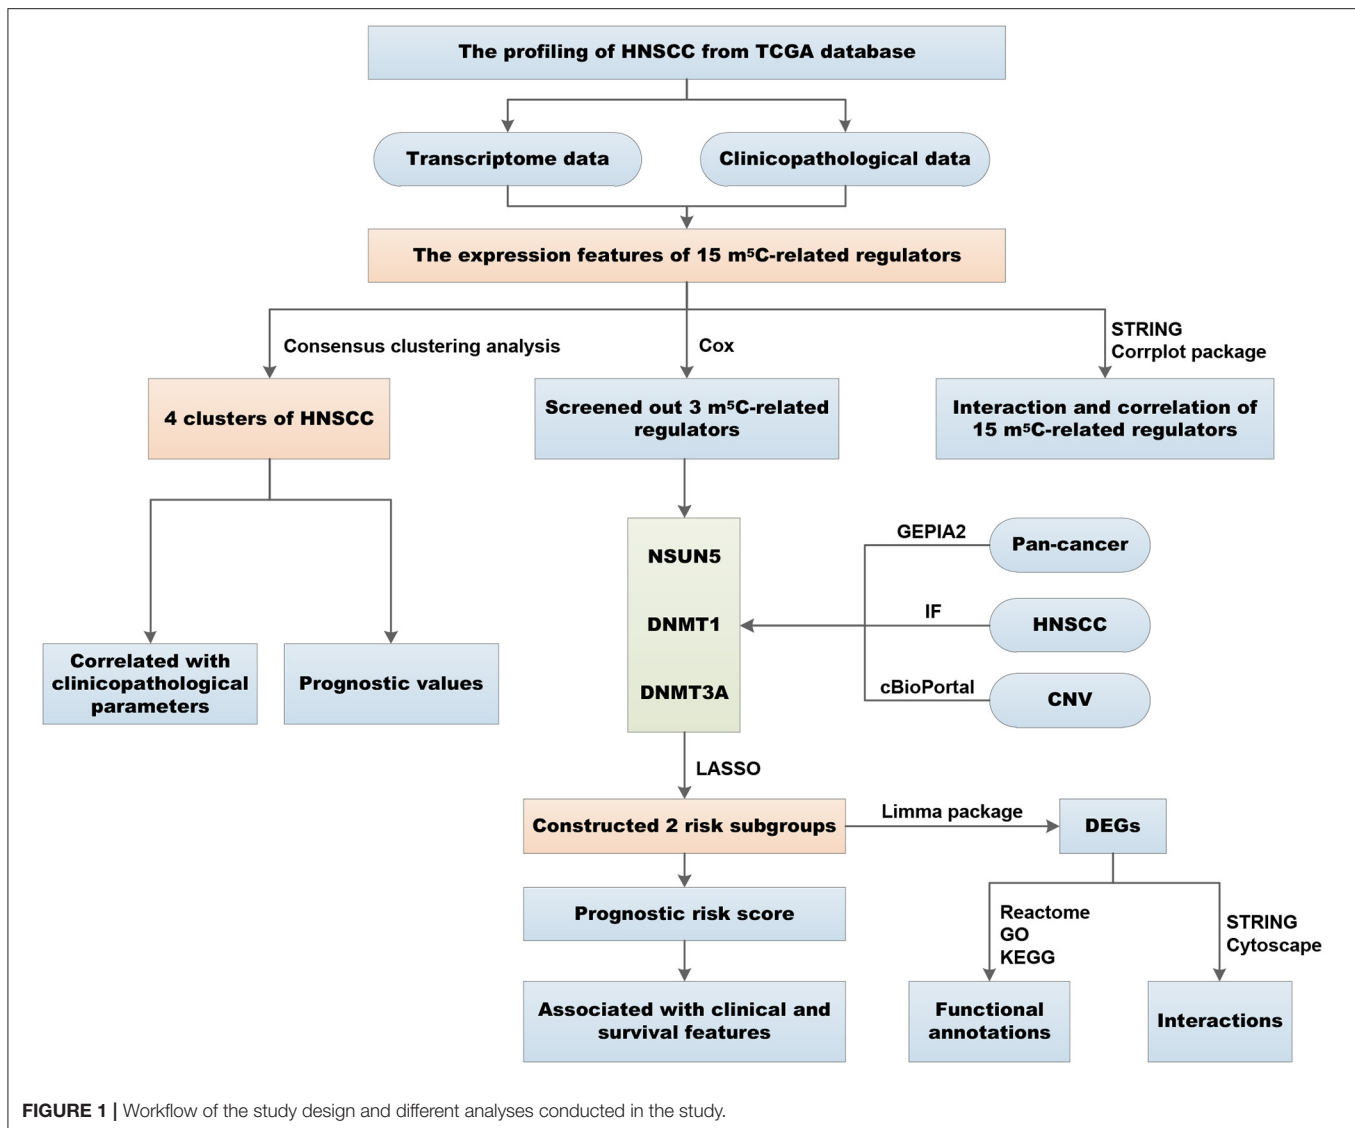 The profiling of HNSCC from TCGA database
Transcriptome data
Clinicopathological data
The expression features of 15 m⁵C-related regulators
Consensus clustering analysis
Cox
STRING
Corrplot package
4 clusters of HNSCC
Screened out 3 m⁵C-related
regulators
Interaction and correlation of
15 m⁵C-related regulators
NSUN5
DNMT1
DNMT3A
GEPIA2
Pan-cancer
IF
HNSCC
cBioPortal
CNV
Correlated with
clinicopathological
parameters
Prognostic values
LASSO
Constructed 2 risk subgroups
Limma package
DEGs
Prognostic risk score
Reactome
GO
KEGG
STRING
Cytoscape
Associated with clinical and
survival features
Functional
annotations
Interactions
FIGURE 1 | Workflow of the study design and different analyses conducted in the study.